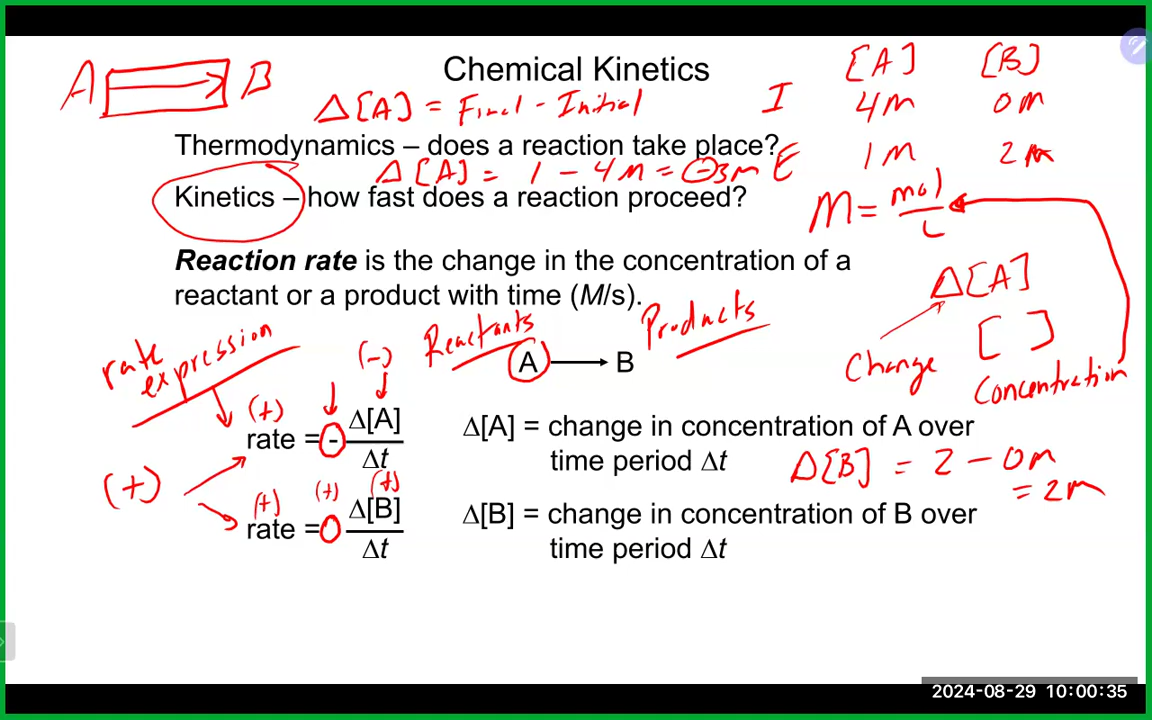 Chemical Kinetics
A → B
[A] [B]
I 4M 0M
E 1M 2M
Δ[A] = Final - Initial
Thermodynamics – does a reaction take place?
Δ[A] = 1 - 4M = -3M
Kinetics – how fast does a reaction proceed?
M = mol
L
Reaction rate is the change in the concentration of a
reactant or a product with time (M/s).
Δ[A]
[ ]
Change
Concentration
rate
expression
Reactants
Products
A → B
(-)
(+)
rate = - Δ[A]
Δt
Δ[A] = change in concentration of A over
time period Δt
Δ[B] = 2 - 0M
= 2M
(+)
(+) (+) (+)
rate = Δ[B]
Δt
Δ[B] = change in concentration of B over
time period Δt
2024-08-29 10:00:35